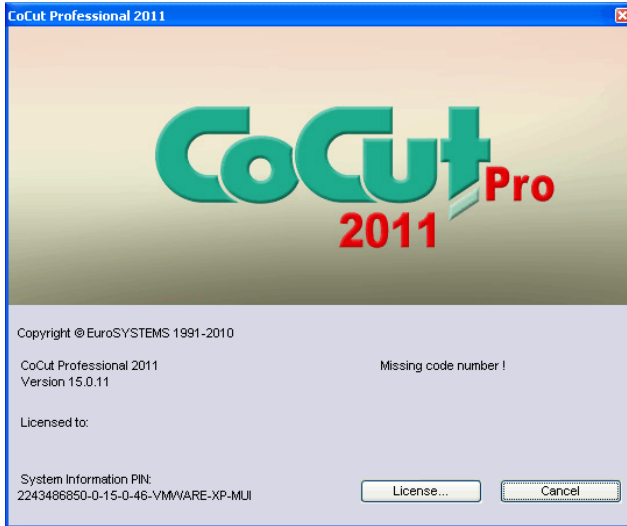 CoCut Professional 2011
CoCut Pro
2011
Copyright © EuroSYSTEMS 1991-2010
CoCut Professional 2011
Version 15.0.11
Missing code number !
Licensed to:
System Information PIN:
2243486850-0-15-0-46-VMWARE-XP-MUI
License...
Cancel